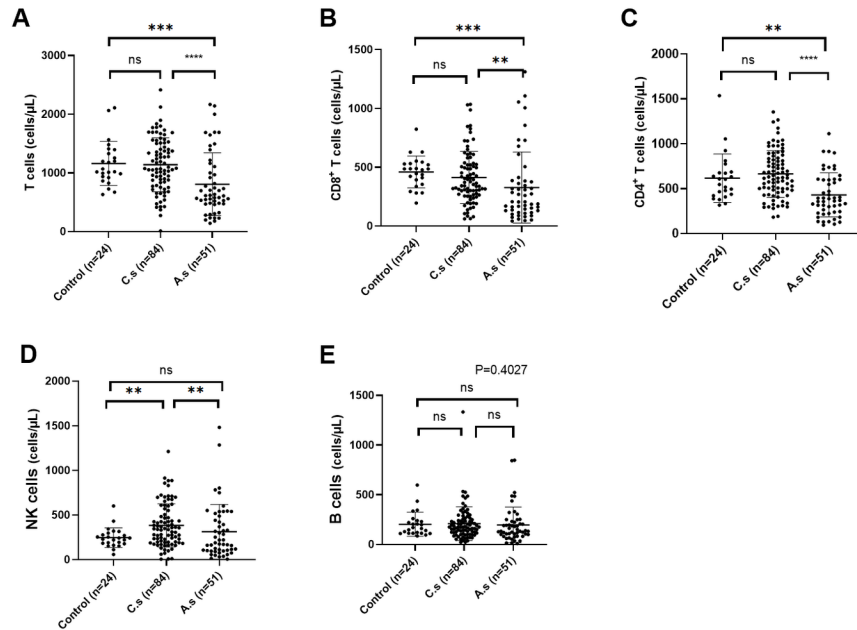 A
***
ns
****
T cells (cells/µL)
3000
2000
1000
0
Control (n=24)
C.s (n=84)
A.s (n=51)
B
***
ns
**
CD8+ T cells (cells/µL)
1500
1000
500
0
Control (n=24)
C.s (n=84)
A.s (n=51)
C
**
ns
****
CD4+ T cells (cells/µL)
2000
1500
1000
500
0
Control (n=24)
C.s (n=84)
A.s (n=51)
D
ns
**
**
NK cells (cells/µL)
2000
1500
1000
500
0
Control (n=24)
C.s (n=84)
A.s (n=51)
E
P=0.4027
ns
ns
ns
B cells (cells/µL)
1500
1000
500
0
Control (n=24)
C.s (n=84)
A.s (n=51)